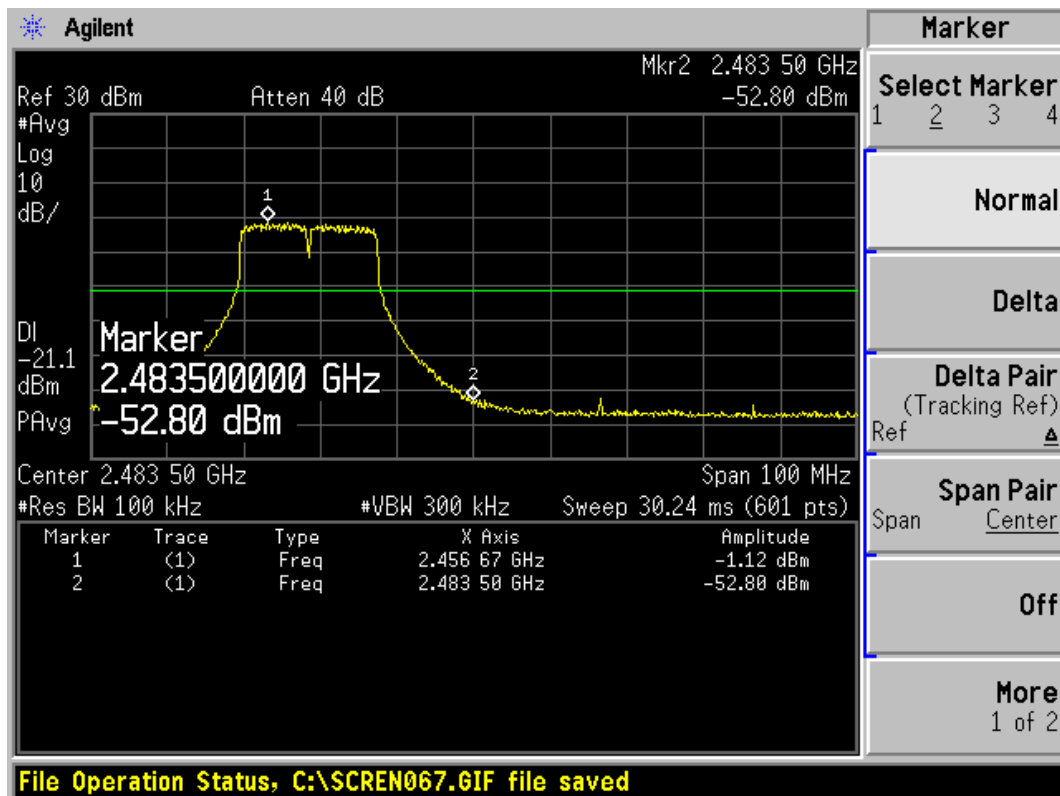 Agilent
Marker
Mkr2 2.483 50 GHz
Ref 30 dBm Atten 40 dB -52.80 dBm
#Avg
Log
10
dB/
1
DI
-21.1
dBm
PAvg
Marker
2.483500000 GHz
-52.80 dBm
2
Center 2.483 50 GHz Span 100 MHz
#Res BW 100 kHz #VBW 300 kHz Sweep 30.24 ms (601 pts)
Marker Trace Type X Axis Amplitude
1 (1) Freq 2.456 67 GHz -1.12 dBm
2 (1) Freq 2.483 50 GHz -52.80 dBm
Select Marker
1 2 3 4
Normal
Delta
Delta Pair
(Tracking Ref)
Ref Δ
Span Pair
Span Center
Off
More
1 of 2
File Operation Status, C:\SCREN067.GIF file saved